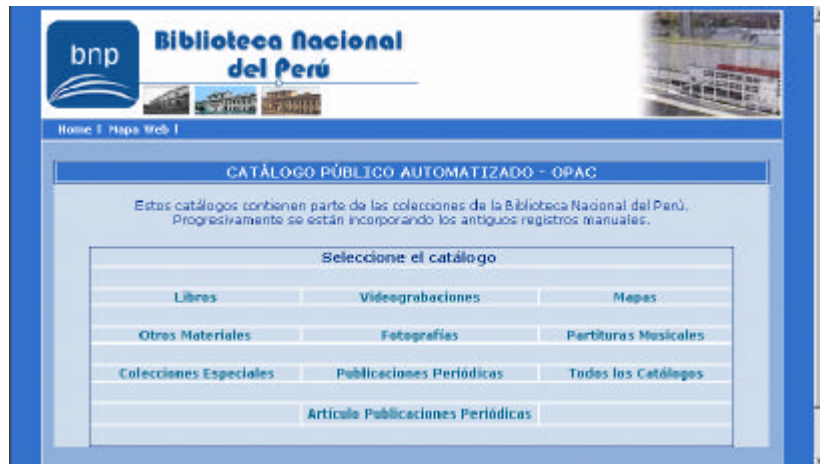 bnp
Biblioteca Nacional
del Perú
Home | Mapa Web |
CATÁLOGO PÚBLICO AUTOMATIZADO - OPAC
Estos catálogos contienen parte de las colecciones de la Biblioteca Nacional del Perú.
Progresivamente se están incorporando los antiguos registros manuales.
Seleccione el catálogo
Libros Videograbaciones Mapas
Otros Materiales Fotografías Partituras Musicales
Colecciones Especiales Publicaciones Periódicas Todos los Catálogos
Artículo Publicaciones Periódicas